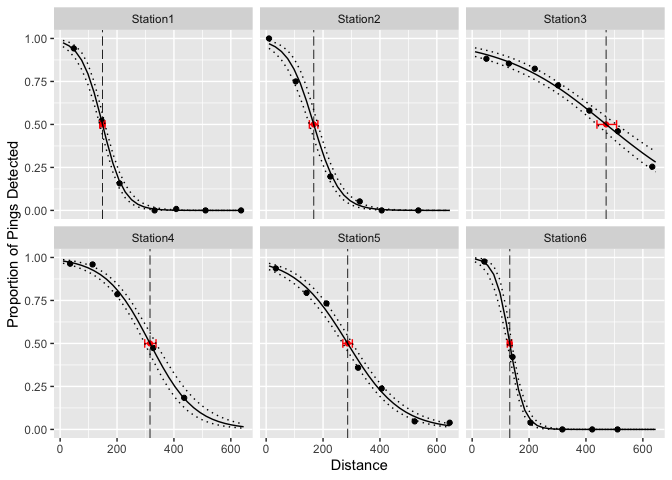 Station1 Station2 Station3
1.00
0.75
0.50
0.25
0.00
Station4 Station5 Station6
1.00
0.75
0.50
0.25
0.00
0 200 400 600 0 200 400 600 0 200 400 600
Distance
Proportion of Pings Detected